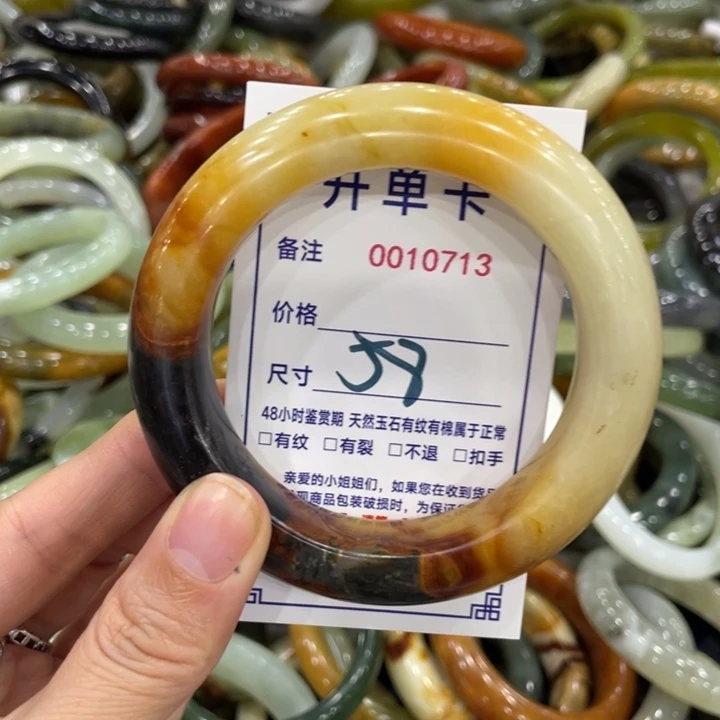 开单卡
备注 0010713
价格
尺寸 59
48小时鉴赏期 天然玉石有纹有棉属于正常
□有纹 □有裂 □不退 □扣手
亲爱的小姐姐们，如果您在收到货
现商品包装破损时，为保证